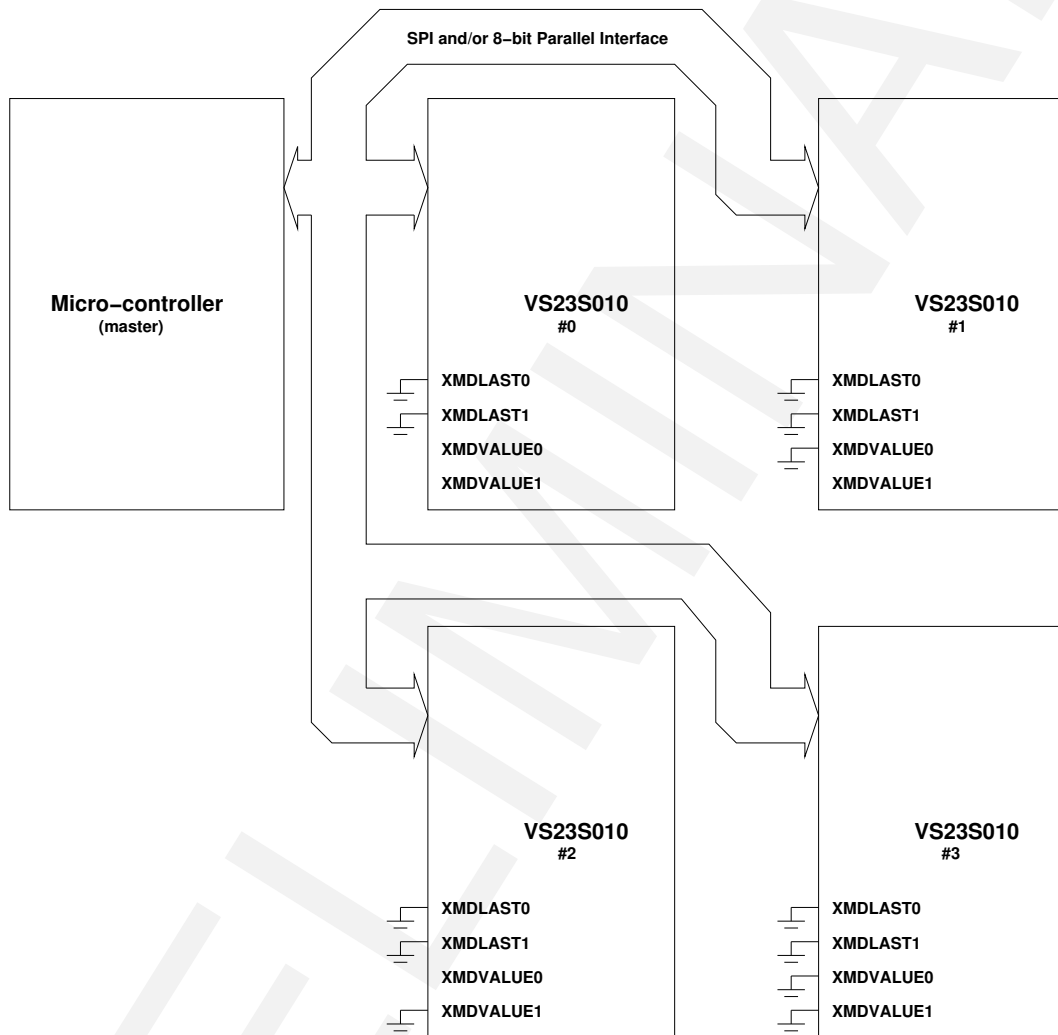 SPI and/or 8−bit Parallel Interface
Micro−controller
(master)
VS23S010
#0
XMDLAST0
XMDLAST1
XMDVALUE0
XMDVALUE1
VS23S010
#1
XMDLAST0
XMDLAST1
XMDVALUE0
XMDVALUE1
VS23S010
#2
XMDLAST0
XMDLAST1
XMDVALUE0
XMDVALUE1
VS23S010
#3
XMDLAST0
XMDLAST1
XMDVALUE0
XMDVALUE1
ELIMINA